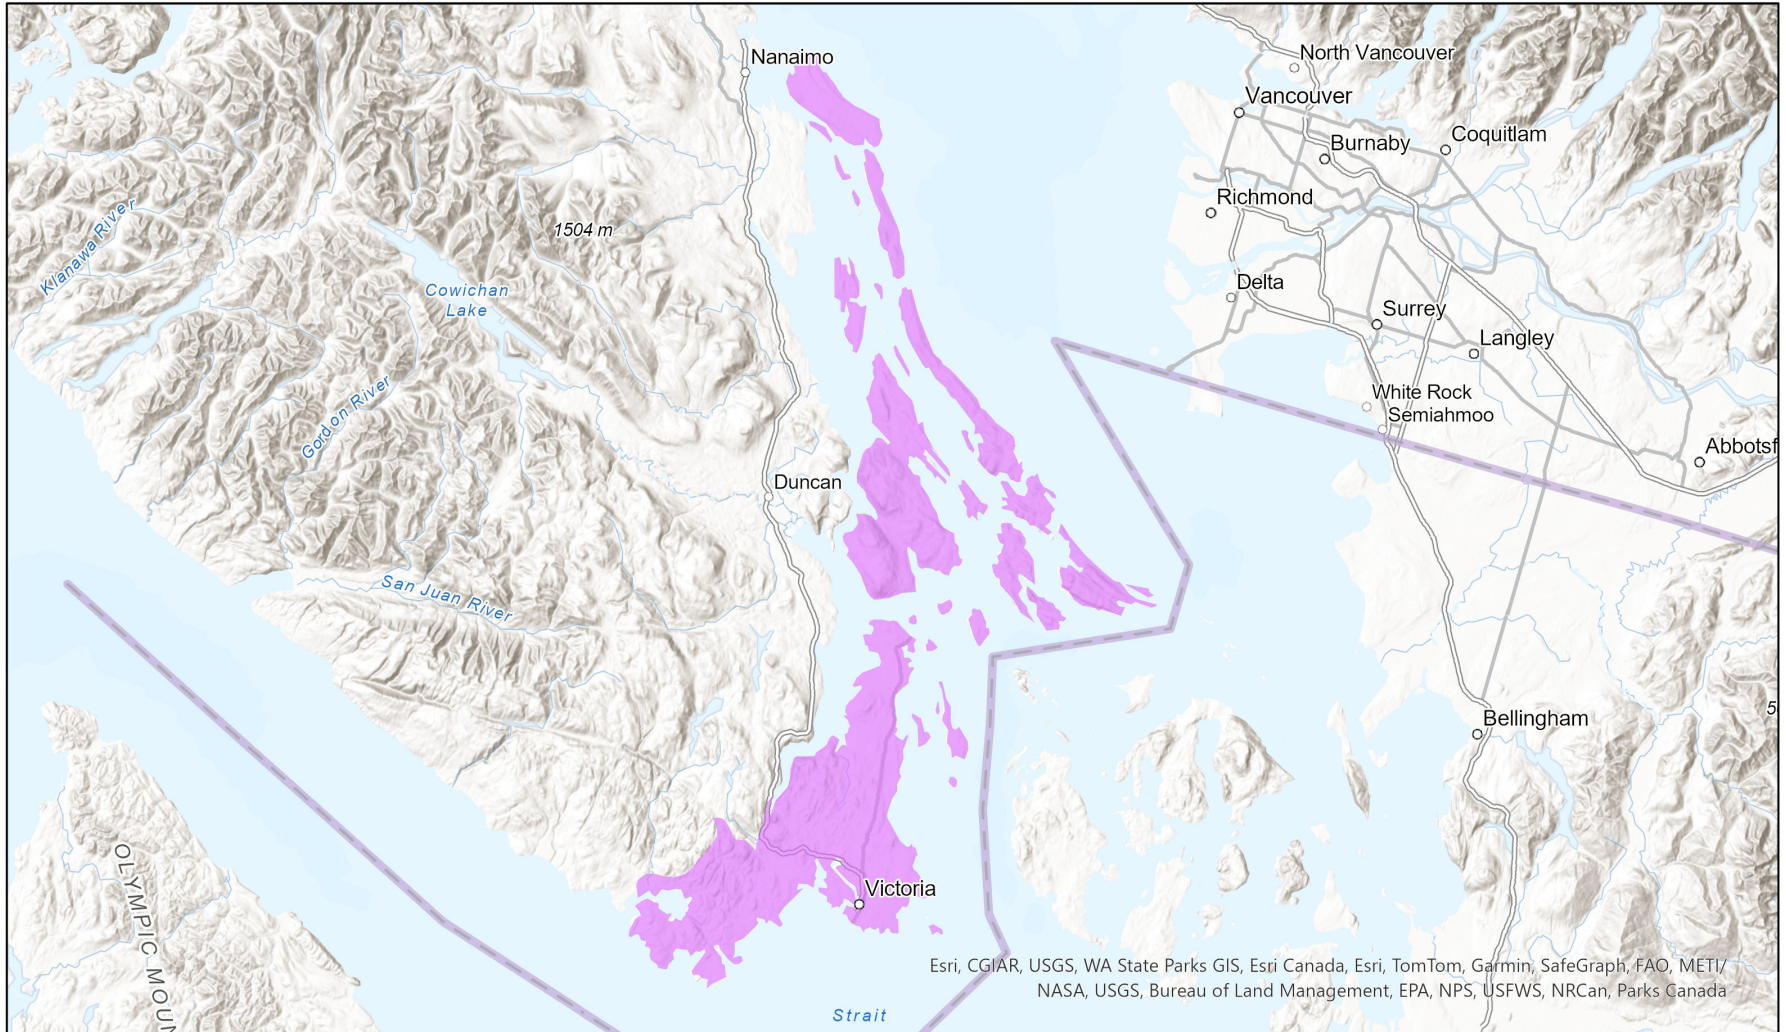 Nanaimo
North Vancouver
Vancouver
Coquitlam
Burnaby
Richmond
Klanawa River
1504 m
Delta
Cowichan
Lake
Surrey
Langley
White Rock
Semiahmoo
Gordon River
Abbotsf
Duncan
San Juan River
5
Bellingham
OLYMPIC MOUN
Victoria
Esri, CGIAR, USGS, WA State Parks GIS, Esri Canada, Esri, TomTom, Garmin, SafeGraph, FAO, METI/
NASA, USGS, Bureau of Land Management, EPA, NPS, USFWS, NRCan, Parks Canada
Strait